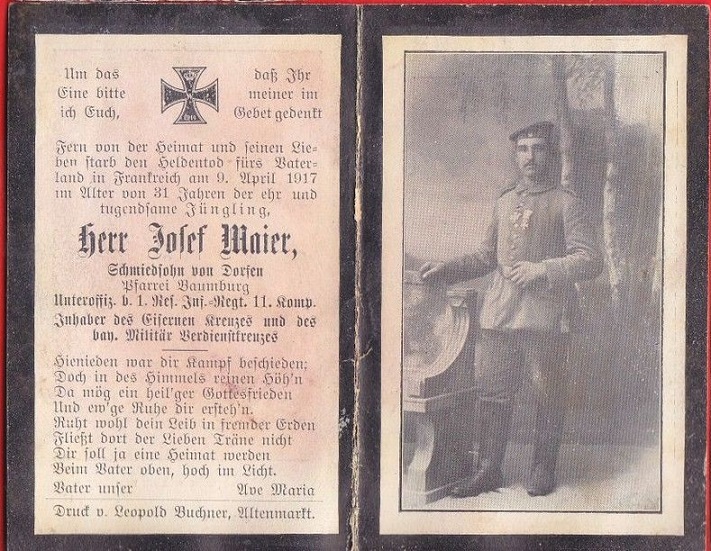 Um das daß Ihr
Eine bitte meiner im
ich Euch, Gebet gedenkt
1914
Fern von der Heimat und seinen Lie-
ben starb den Heldentod fürs Vater-
land in Frankreich am 9. April 1917
im Alter von 31 Jahren der ehr und
tugendsame Jüngling,
Herr Josef Maier,
Schmiedsohn von Dorfen
Pfarrei Baumburg
Unteroffiz. b. 1. Res. Inf.-Regt. 11. Komp.
Inhaber des Eisernen Kreuzes und des
bay. Militär Verdienstkreuzes
Hienieden war dir Kampf beschieden;
Doch in des Himmels reinen Höh'n
Da mög ein heil'ger Gottesfrieden
Und ew'ge Ruhe dir ersteh'n.
Ruht wohl dein Leib in fremder Erden
Fließt dort der Lieben Träne nicht
Dir soll ja eine Heimat werden
Beim Vater oben, hoch im Licht.
Vater unser Ave Maria
Druck v. Leopold Buchner, Altenmarkt.